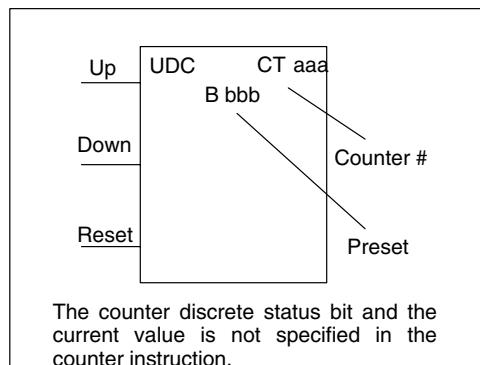 Up
UDC CT aaa
B bbb
Down
Counter #
Reset
Preset
The counter discrete status bit and the
current value is not specified in the
counter instruction.